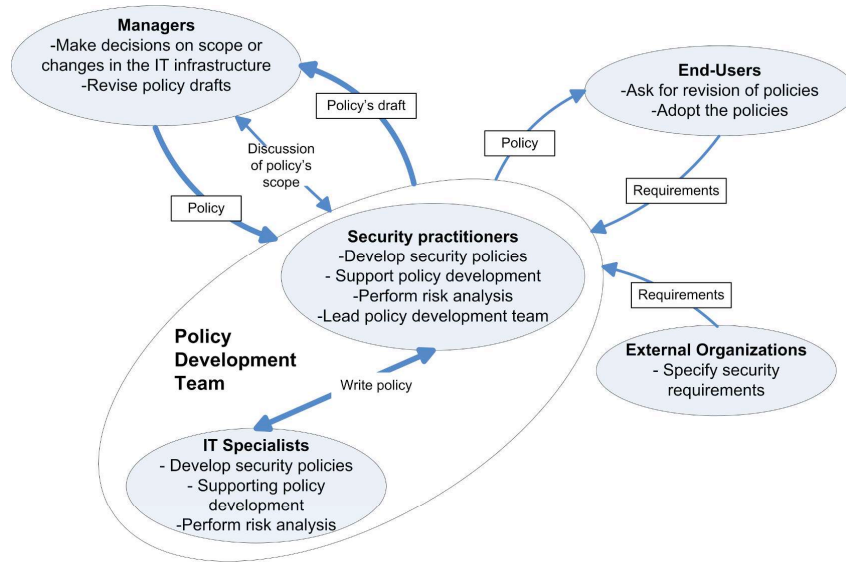 Managers
-Make decisions on scope or
changes in the IT infrastructure
-Revise policy drafts
End-Users
-Ask for revision of policies
-Adopt the policies
Policy's draft
Discussion
of policy's
scope
Policy
Policy
Requirements
Security practitioners
-Develop security policies
- Support policy development
-Perform risk analysis
-Lead policy development team
Requirements
External Organizations
- Specify security
requirements
Policy
Development
Team
Write policy
IT Specialists
- Develop security policies
- Supporting policy
development
-Perform risk analysis